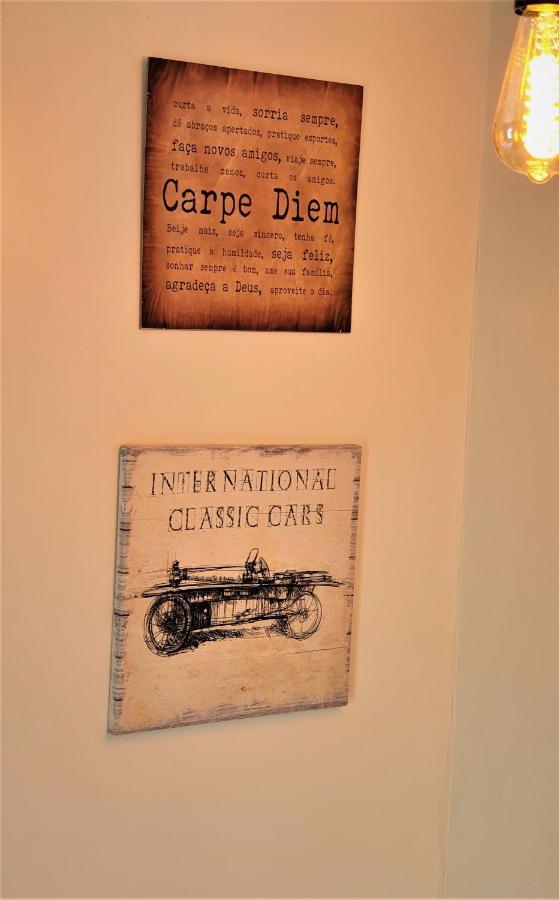 curta a vida, sorria sempre,
dê abraços apertados, pratique esportes,
faça novos amigos, viaje sempre,
trabalhe menos, curta os amigos.
Carpe Diem
Beije mais, seja sincero, tenha fé,
pratique a humildade, seja feliz,
sonhar sempre é bom, ame sua família,
agradeça a Deus, aproveite o dia.
INTERNATIONAL
CLASSIC CARS